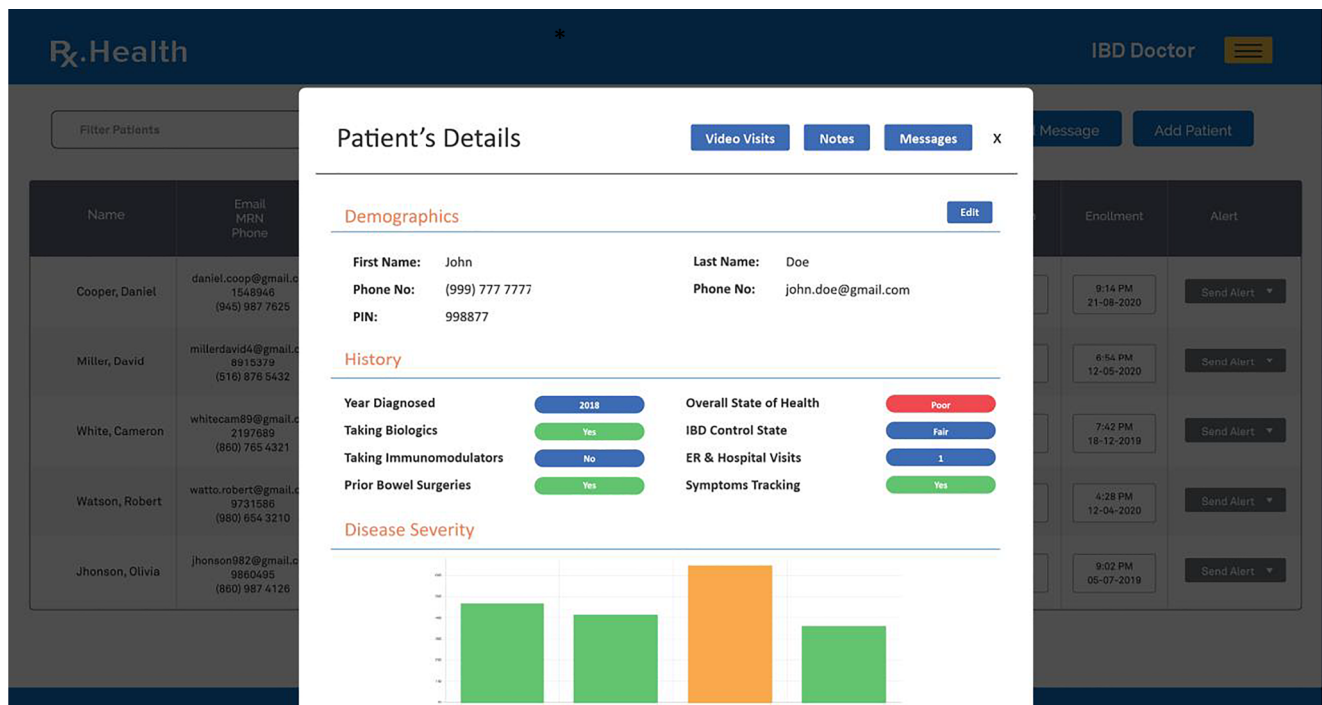 *
Rx.Health
IBD Doctor
Filter Patients
Message
Add Patient
Patient's Details
Video Visits
Notes
Messages
X
Name
Email
MRN
Phone
Enollment
Alert
Demographics
Edit
First Name: John
Last Name: Doe
Phone No: (999) 777 7777
Phone No: john.doe@gmail.com
PIN: 998877
Cooper, Daniel
daniel.coop@gmail.c
1548946
(945) 987 7625
9:14 PM
21-08-2020
Send Alert
Miller, David
millerdavid4@gmail.c
8915379
(516) 876 5432
6:54 PM
12-05-2020
Send Alert
White, Cameron
whitecam89@gmail.c
2197689
(860) 765 4321
7:42 PM
18-12-2019
Send Alert
Watson, Robert
watto.robert@gmail.c
9731586
(980) 654 3210
4:28 PM
12-04-2020
Send Alert
Jhonson, Olivia
jhonson982@gmail.c
9860495
(860) 987 4126
9:02 PM
05-07-2019
Send Alert
History
Year Diagnosed 2018
Overall State of Health Poor
Taking Biologics Yes
IBD Control State Fair
Taking Immunomodulators No
ER & Hospital Visits 1
Prior Bowel Surgeries Yes
Symptoms Tracking Yes
Disease Severity